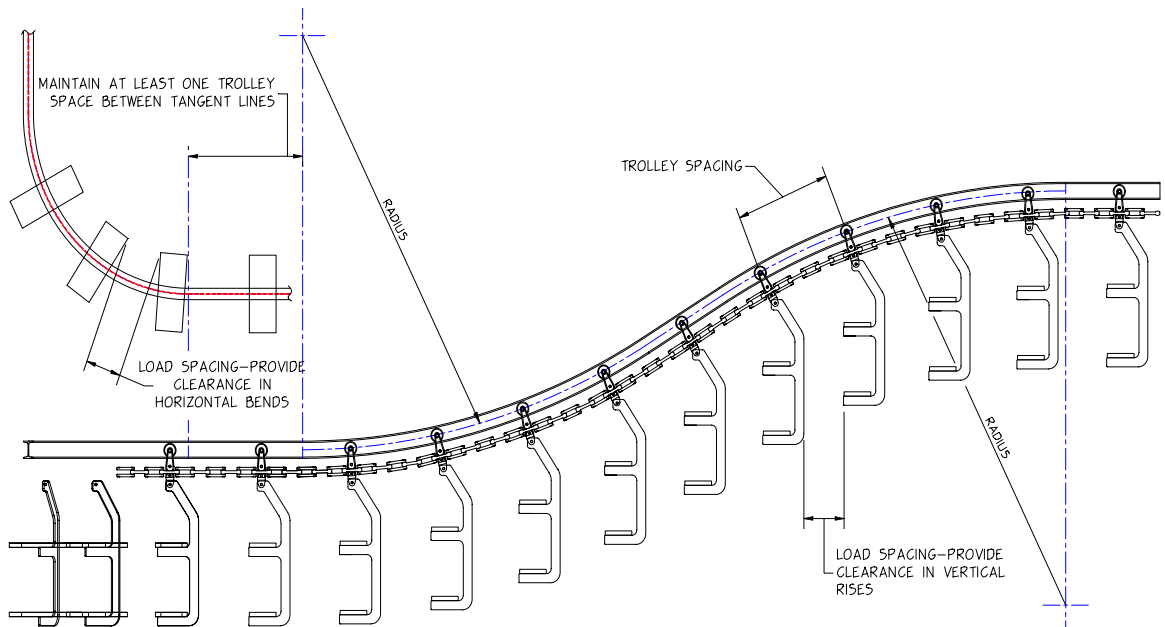 MAINTAIN AT LEAST ONE TROLLEY
SPACE BETWEEN TANGENT LINES
TROLLEY SPACING
RADIUS
LOAD SPACING-PROVIDE
CLEARANCE IN
HORIZONTAL BENDS
RADIUS
LOAD SPACING-PROVIDE
CLEARANCE IN VERTICAL
RISES